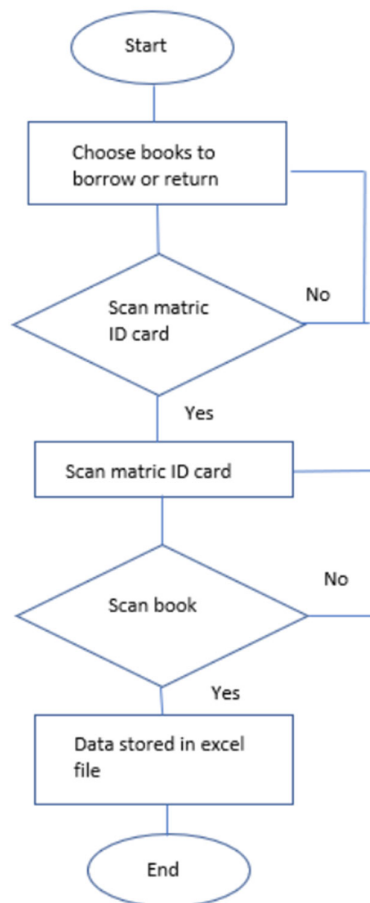 Start
Choose books to
borrow or return
Scan matric
ID card
No
Yes
Scan matric ID card
Scan book
No
Yes
Data stored in excel
file
End